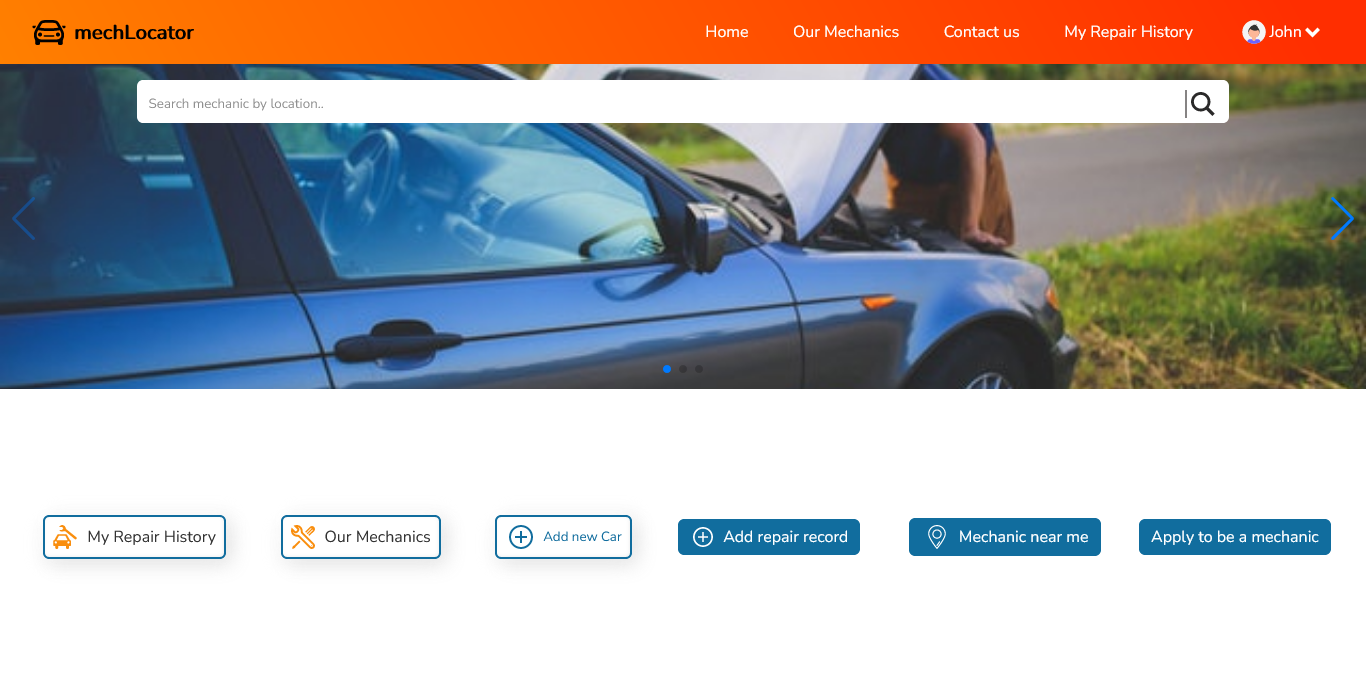 mechLocator
Home
Our Mechanics
Contact us
My Repair History
John
Search mechanic by location..
My Repair History
Our Mechanics
Add new Car
Add repair record
Mechanic near me
Apply to be a mechanic